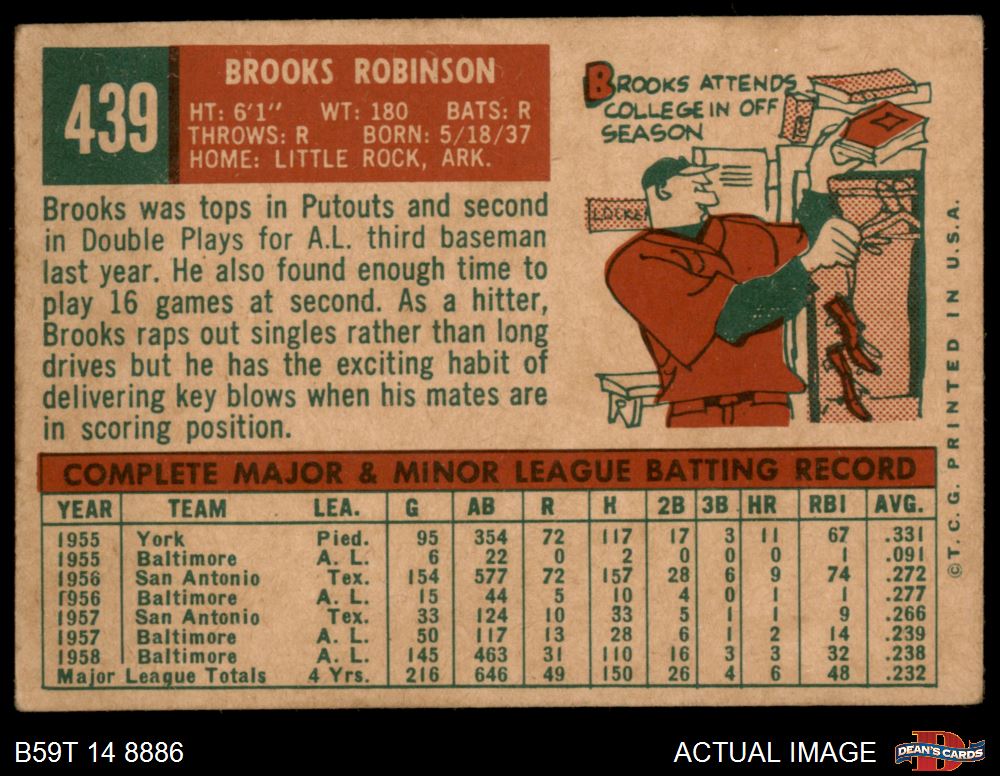 439
BROOKS ROBINSON
HT: 6'1" WT: 180 BATS: R
THROWS: R BORN: 5/18/37
HOME: LITTLE ROCK, ARK.
BROOKS ATTENDS
COLLEGE IN OFF
SEASON
LOCKE
Brooks was tops in Putouts and second
in Double Plays for A.L. third baseman
last year. He also found enough time to
play 16 games at second. As a hitter,
Brooks raps out singles rather than long
drives but he has the exciting habit of
delivering key blows when his mates are
in scoring position.
COMPLETE MAJOR & MINOR LEAGUE BATTING RECORD
YEAR TEAM LEA. G AB R H 2B 3B HR RBI AVG.
1955 York Pied. 95 354 72 117 17 3 11 67 .331
1955 Baltimore A. L. 6 22 0 2 0 0 0 1 .091
1956 San Antonio Tex. 154 577 72 157 28 6 9 74 .272
1956 Baltimore A. L. 15 44 5 10 4 0 1 1 .277
1957 San Antonio Tex. 33 124 10 33 5 1 1 9 .266
1957 Baltimore A. L. 50 117 13 28 6 1 2 14 .239
1958 Baltimore A. L. 145 463 31 110 16 3 3 32 .238
Major League Totals 4 Yrs. 216 646 49 150 26 4 6 48 .232
©T. C. G. PRINTED IN U.S.A.
B59T 14 8886
ACTUAL IMAGE
D
DEAN'S CARDS